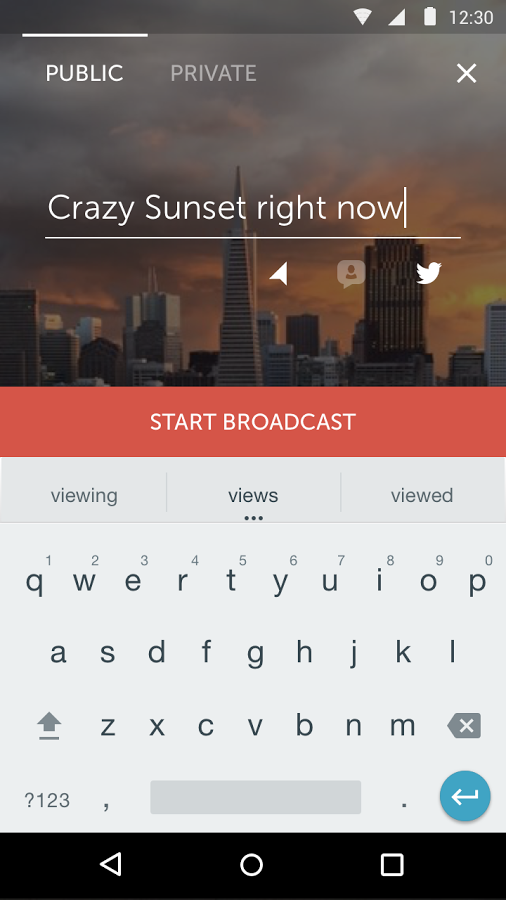 12:30
PUBLIC PRIVATE
Crazy Sunset right now
START BROADCAST
viewing views viewed
1 2 3 4 5 6 7 8 9 0
q w e r t y u i o p
a s d f g h j k l
z x c v b n m
?123 , .